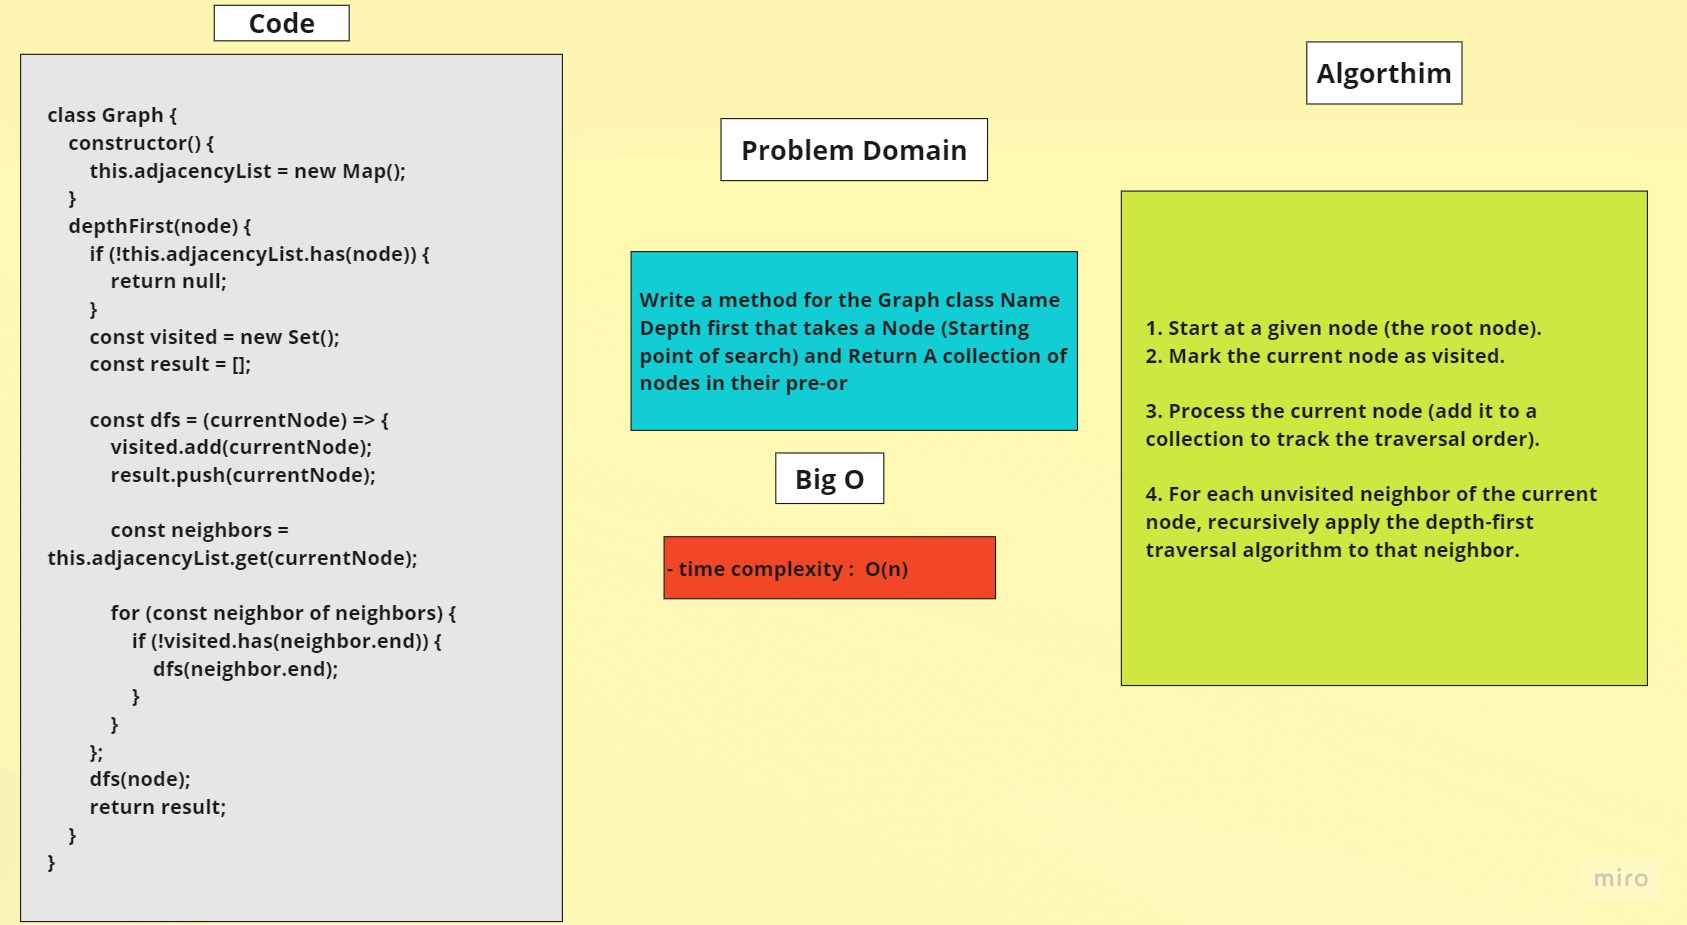 Code
class Graph {
constructor() {
this.adjacencyList = new Map();
}
depthFirst(node) {
if (!this.adjacencyList.has(node)) {
return null;
}
const visited = new Set();
const result = [];
const dfs = (currentNode) => {
visited.add(currentNode);
result.push(currentNode);
const neighbors =
this.adjacencyList.get(currentNode);
for (const neighbor of neighbors) {
if (!visited.has(neighbor.end)) {
dfs(neighbor.end);
}
}
};
dfs(node);
return result;
}
}
Problem Domain
Write a method for the Graph class Name
Depth first that takes a Node (Starting
point of search) and Return A collection of
nodes in their pre-or
Big O
- time complexity :  O(n)
Algorthim
1. Start at a given node (the root node).
2. Mark the current node as visited.
3. Process the current node (add it to a
collection to track the traversal order).
4. For each unvisited neighbor of the current
node, recursively apply the depth-first
traversal algorithm to that neighbor.
miro